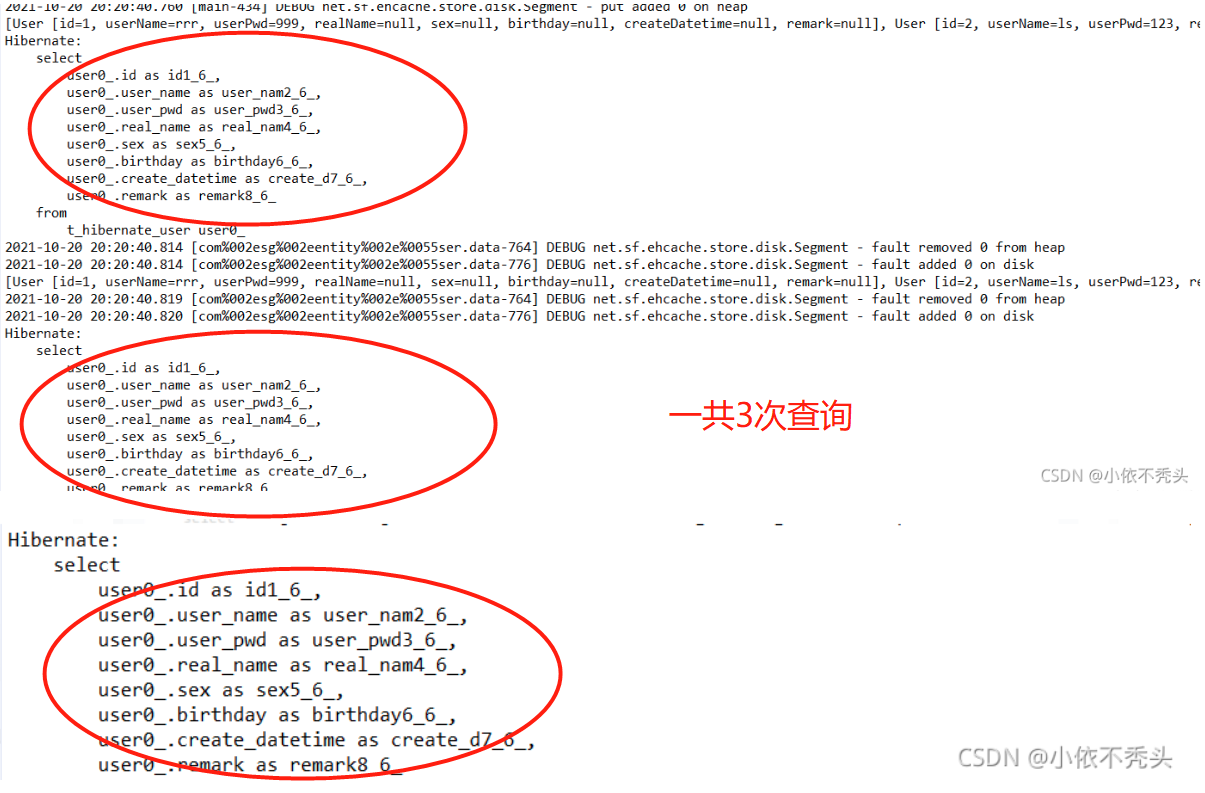 2021-10-20 20:20:40.760 [main-434] DEBUG net.sf.ehcache.store.disk.Segment - put added 0 on heap
[User [id=1, userName=rrr, userPwd=999, realName=null, sex=null, birthday=null, createDatetime=null, remark=null], User [id=2, userName=ls, userPwd=123, re
Hibernate:
select
user0_.id as id1_6_,
user0_.user_name as user_nam2_6_,
user0_.user_pwd as user_pwd3_6_,
user0_.real_name as real_nam4_6_,
user0_.sex as sex5_6_,
user0_.birthday as birthday6_6_,
user0_.create_datetime as create_d7_6_,
user0_.remark as remark8_6_
from
t_hibernate_user user0_
2021-10-20 20:20:40.814 [com%002esg%002eentity%002e%0055ser.data-764] DEBUG net.sf.ehcache.store.disk.Segment - fault removed 0 from heap
2021-10-20 20:20:40.814 [com%002esg%002eentity%002e%0055ser.data-776] DEBUG net.sf.ehcache.store.disk.Segment - fault added 0 on disk
[User [id=1, userName=rrr, userPwd=999, realName=null, sex=null, birthday=null, createDatetime=null, remark=null], User [id=2, userName=ls, userPwd=123, re
2021-10-20 20:20:40.819 [com%002esg%002eentity%002e%0055ser.data-764] DEBUG net.sf.ehcache.store.disk.Segment - fault removed 0 from heap
2021-10-20 20:20:40.820 [com%002esg%002eentity%002e%0055ser.data-776] DEBUG net.sf.ehcache.store.disk.Segment - fault added 0 on disk
Hibernate:
select
user0_.id as id1_6_,
user0_.user_name as user_nam2_6_,
user0_.user_pwd as user_pwd3_6_,
user0_.real_name as real_nam4_6_,
user0_.sex as sex5_6_,
user0_.birthday as birthday6_6_,
user0_.create_datetime as create_d7_6_,
user0_.remark as remark8_6
一共3次查询
CSDN @小依不秃头
Hibernate:
select
user0_.id as id1_6_,
user0_.user_name as user_nam2_6_,
user0_.user_pwd as user_pwd3_6_,
user0_.real_name as real_nam4_6_,
user0_.sex as sex5_6_,
user0_.birthday as birthday6_6_,
user0_.create_datetime as create_d7_6_,
user0_.remark as remark8_6_
CSDN @小依不秃头